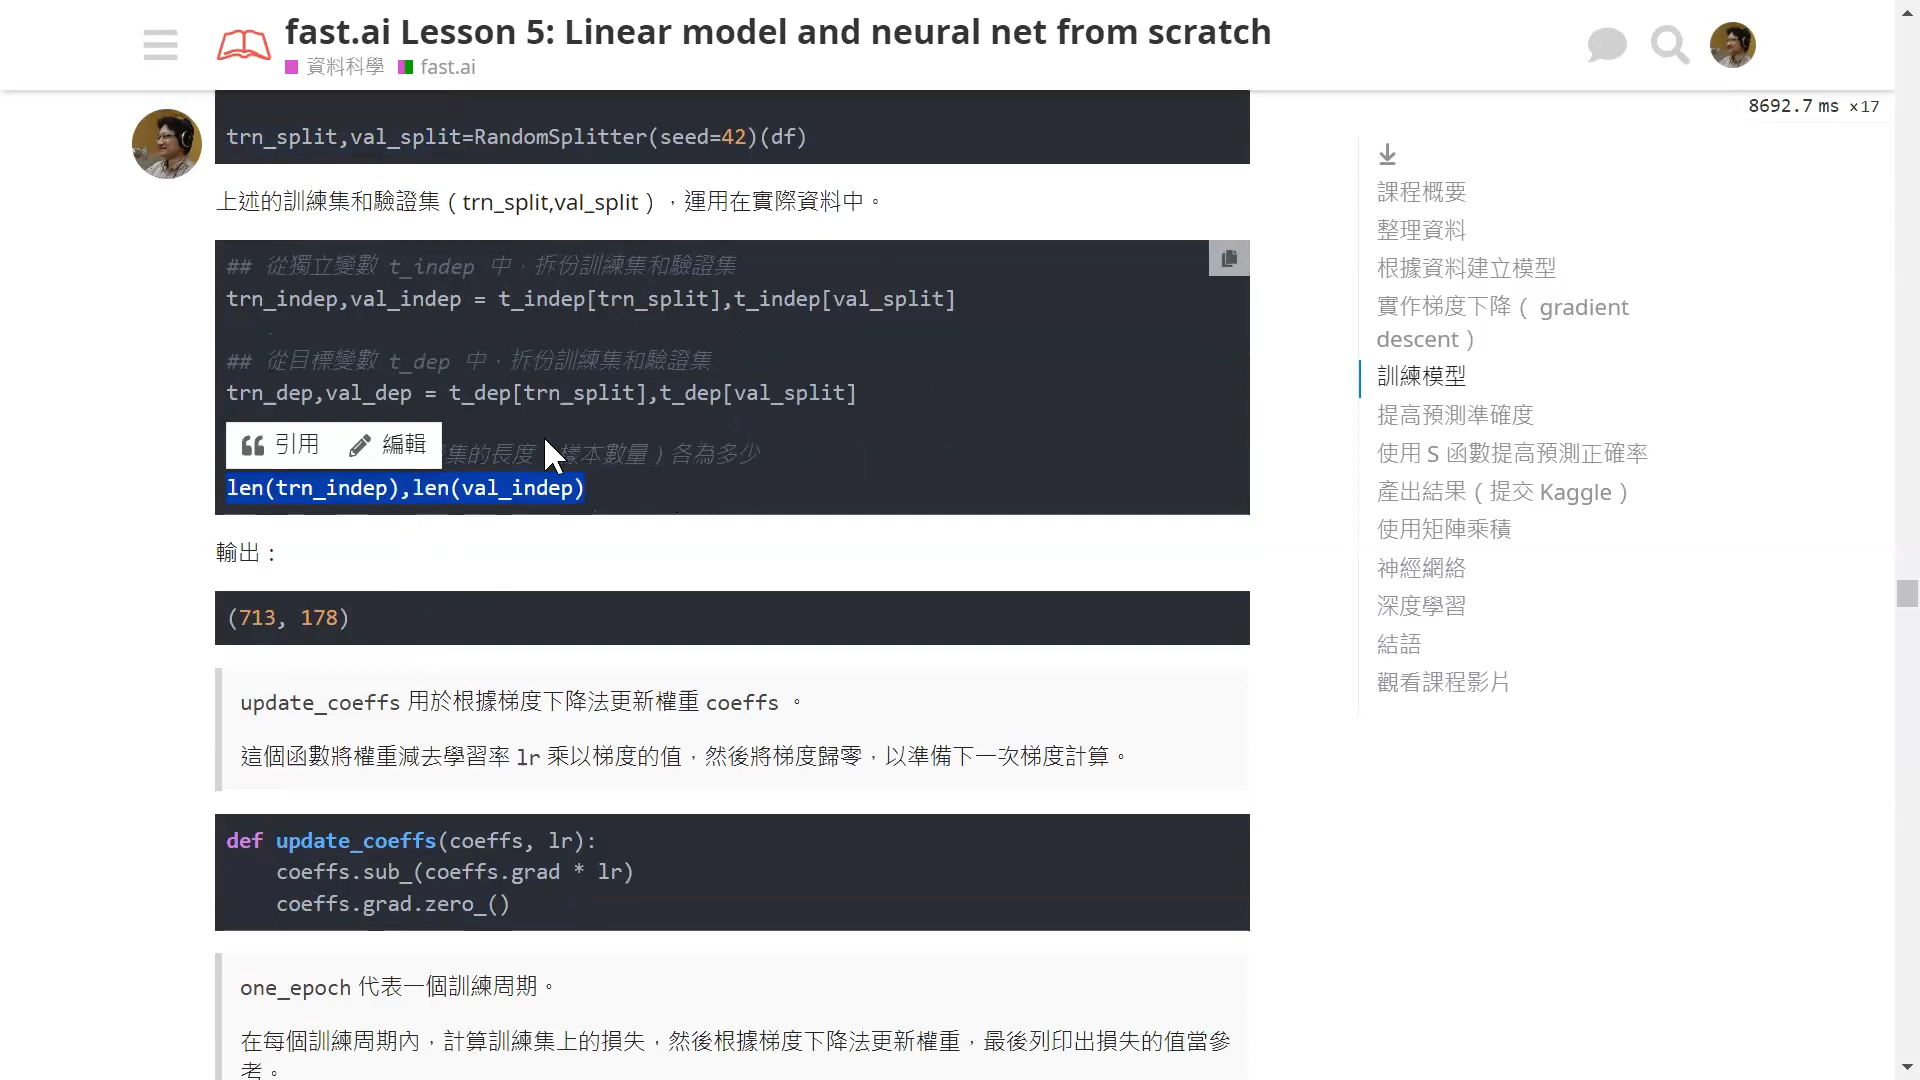 fast.ai Lesson 5: Linear model and neural net from scratch
資料科學 fast.ai
8692.7 ms ×17
trn_split,val_split=RandomSplitter(seed=42)(df)
上述的訓練集和驗證集（trn_split,val_split），運用在實際資料中。
## 從獨立變數 t_indep 中，拆份訓練集和驗證集
trn_indep,val_indep = t_indep[trn_split],t_indep[val_split]
## 從目標變數 t_dep 中，拆份訓練集和驗證集
trn_dep,val_dep = t_dep[trn_split],t_dep[val_split]
引用 編輯 集的長度 樣本數量）各為多少
len(trn_indep),len(val_indep)
輸出：
(713, 178)
update_coeffs 用於根據梯度下降法更新權重 coeffs 。
這個函數將權重減去學習率 lr 乘以梯度的值，然後將梯度歸零，以準備下一次梯度計算。
def update_coeffs(coeffs, lr):
coeffs.sub_(coeffs.grad * lr)
coeffs.grad.zero_()
one_epoch 代表一個訓練周期。
在每個訓練周期內，計算訓練集上的損失，然後根據梯度下降法更新權重，最後列印出損失的值當參
考。
課程概要
整理資料
根據資料建立模型
實作梯度下降（ gradient
descent）
訓練模型
提高預測準確度
使用 S 函數提高預測正確率
產出結果（提交 Kaggle）
使用矩陣乘積
神經網絡
深度學習
結語
觀看課程影片